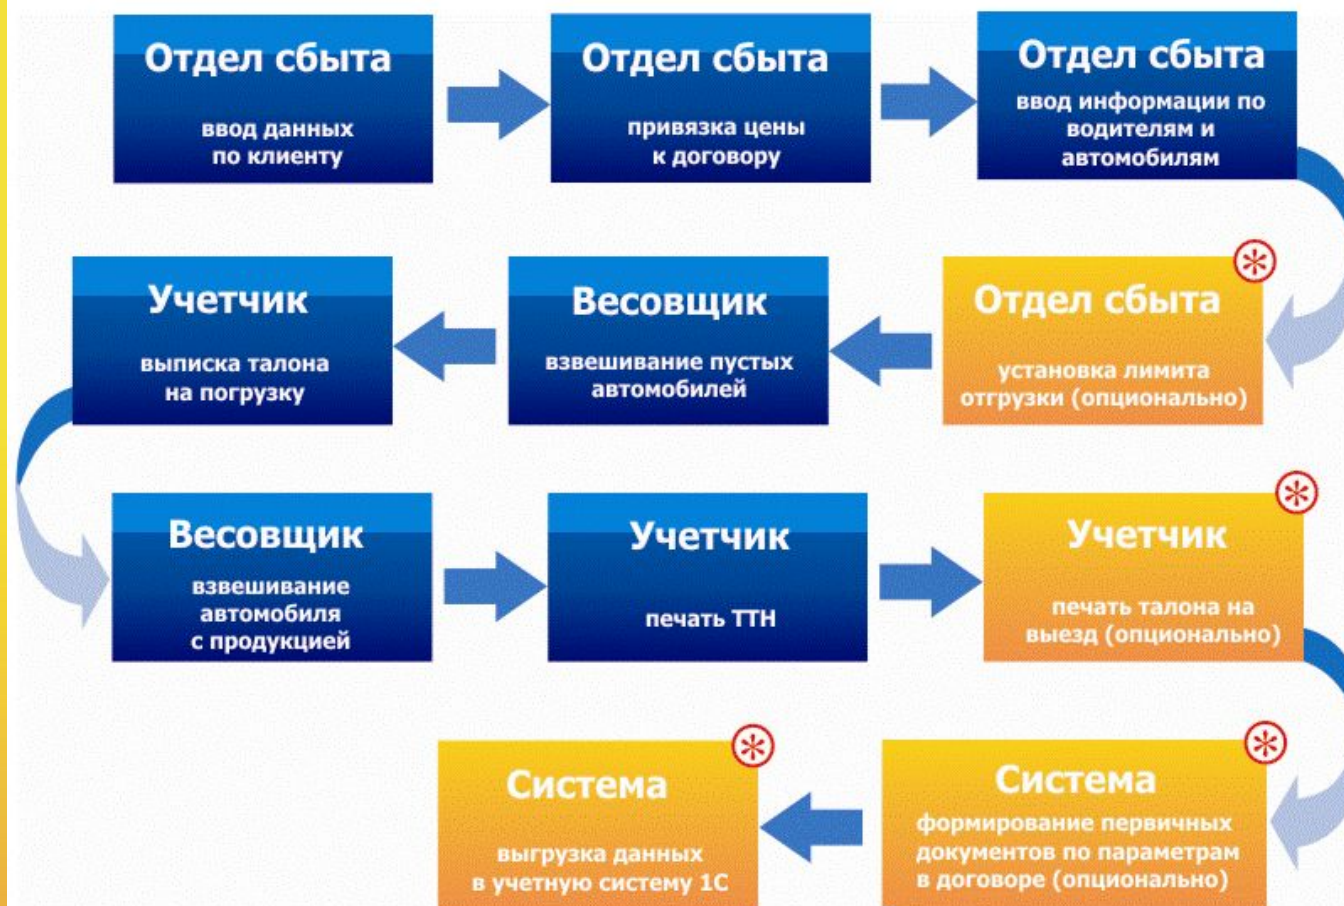 Отдел сбыта
ввод данных
по клиенту
Отдел сбыта
привязка цены
к договору
Отдел сбыта
ввод информации по
водителям и
автомобилям
Отдел сбыта
установка лимита
отгрузки (опционально)
Весовщик
взвешивание пустых
автомобилей
Учетчик
выписка талона
на погрузку
Весовщик
взвешивание
автомобиля
с продукцией
Учетчик
печать ТТН
Учетчик
печать талона на
выезд (опционально)
Система
формирование первичных
документов по параметрам
в договоре (опционально)
Система
выгрузка данных
в учетную систему 1С